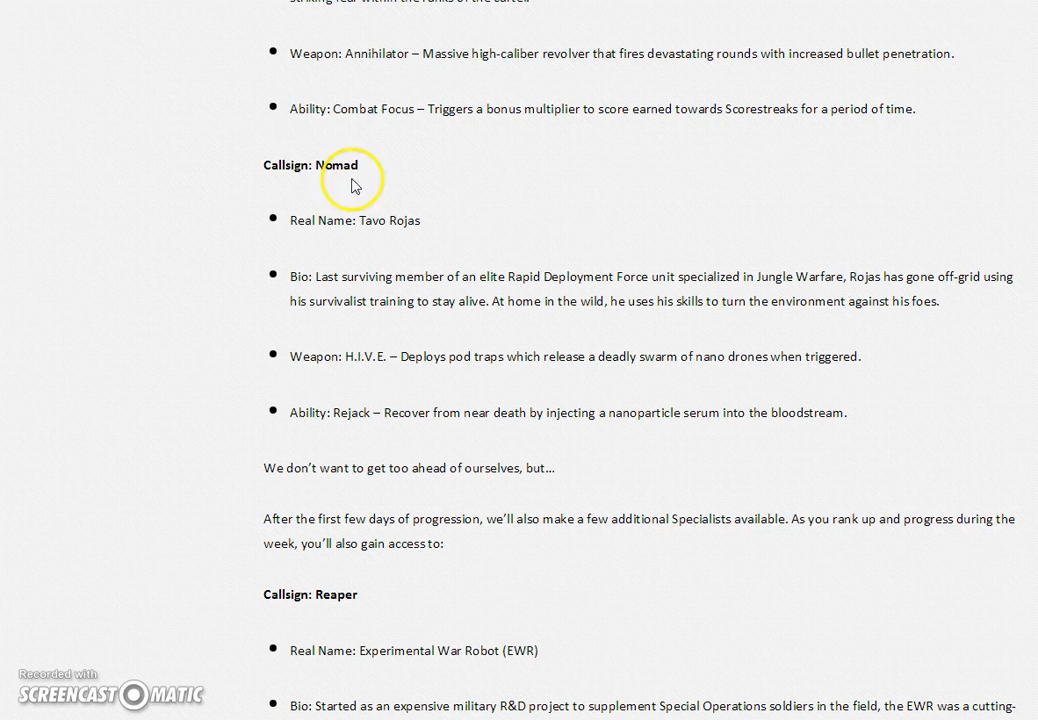 Weapon: Annihilator – Massive high-caliber revolver that fires devastating rounds with increased bullet penetration.
Ability: Combat Focus – Triggers a bonus multiplier to score earned towards Scorestreaks for a period of time.
Callsign: Nomad
Real Name: Tavo Rojas
Bio: Last surviving member of an elite Rapid Deployment Force unit specialized in Jungle Warfare, Rojas has gone off-grid using
his survivalist training to stay alive. At home in the wild, he uses his skills to turn the environment against his foes.
Weapon: H.I.V.E. – Deploys pod traps which release a deadly swarm of nano drones when triggered.
Ability: Rejack – Recover from near death by injecting a nanoparticle serum into the bloodstream.
We don't want to get too ahead of ourselves, but…
After the first few days of progression, we'll also make a few additional Specialists available. As you rank up and progress during the
week, you'll also gain access to:
Callsign: Reaper
Real Name: Experimental War Robot (EWR)
Bio: Started as an expensive military R&D project to supplement Special Operations soldiers in the field, the EWR was a cutting-
Recorded with
SCREENCAST-O-MATIC